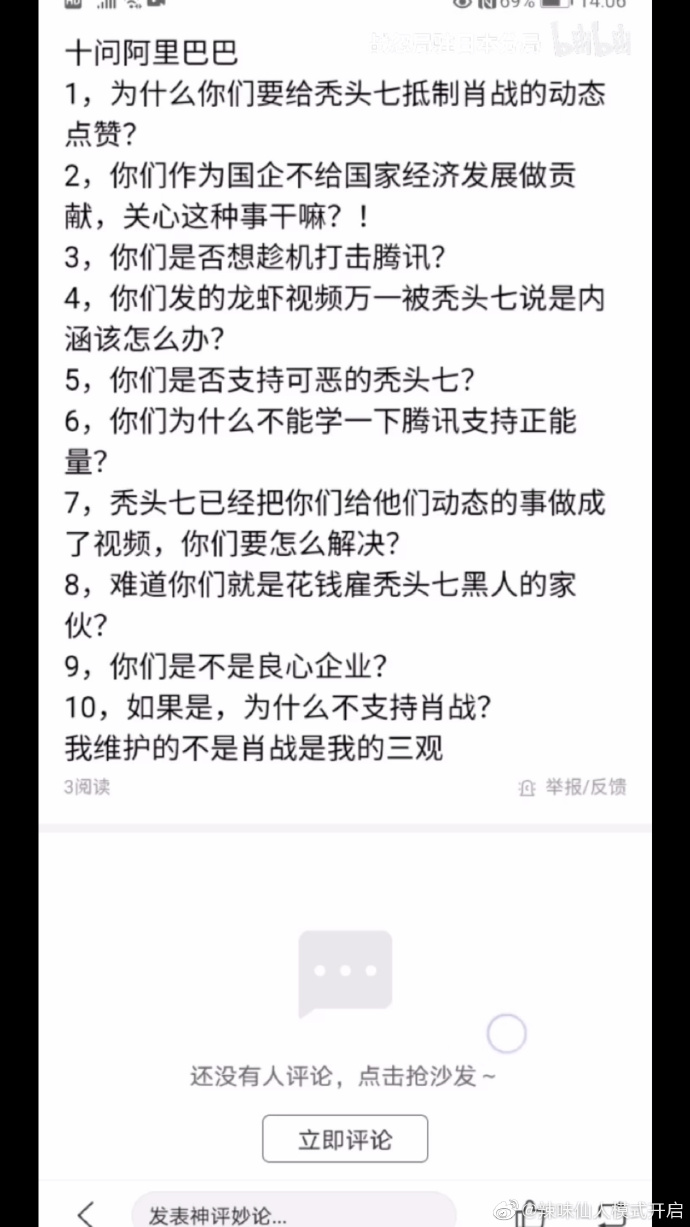 69% 14:06
bilibili
十问阿里巴巴
1，为什么你们要给秃头七抵制肖战的动态
点赞？
2，你们作为国企不给国家经济发展做贡
献，关心这种事干嘛？！
3，你们是否想趁机打击腾讯？
4，你们发的龙虾视频万一被秃头七说是内
涵该怎么办？
5，你们是否支持可恶的秃头七？
6，你们为什么不能学一下腾讯支持正能
量？
7，秃头七已经把你们给他们动态的事做成
了视频，你们要怎么解决？
8，难道你们就是花钱雇秃头七黑人的家
伙？
9，你们是不是良心企业？
10，如果是，为什么不支持肖战？
我维护的不是肖战是我的三观
3阅读 举报/反馈
还没有人评论，点击抢沙发~
立即评论
发表神评妙论...
@辣味仙人模式开启